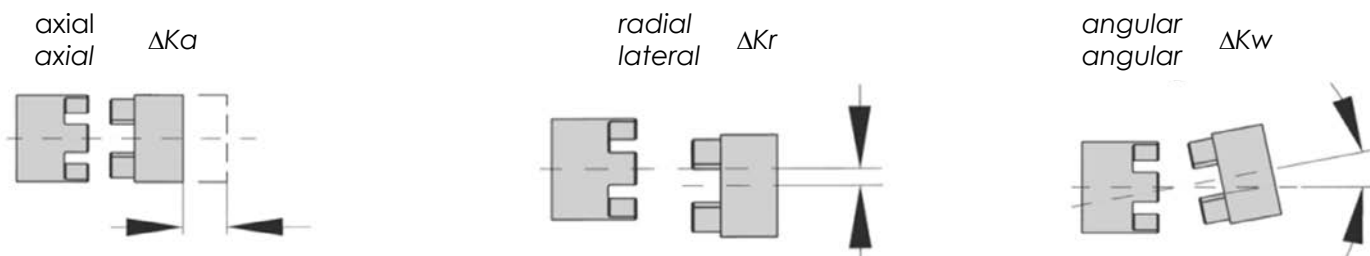 axial
axial
ΔKa
radial
lateral
ΔKr
angular
angular
ΔKw